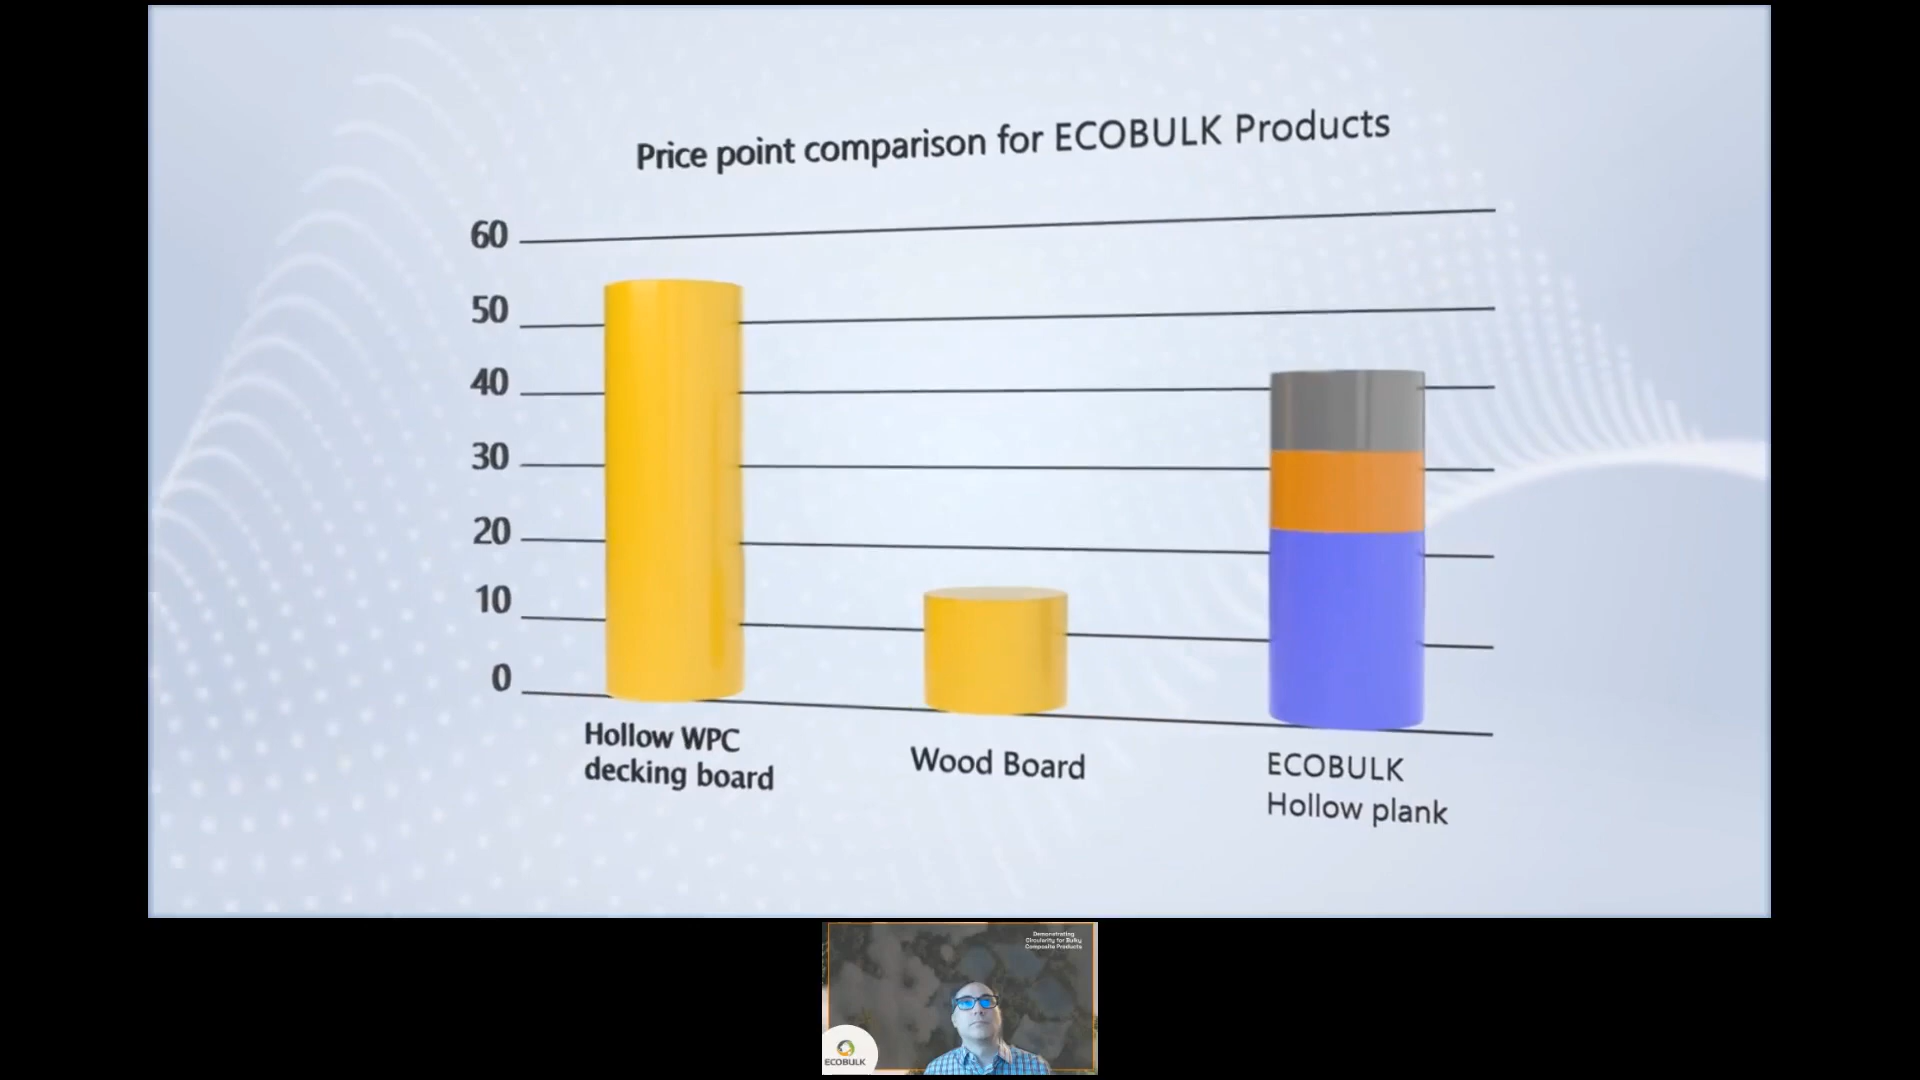 Price point comparison for ECOBULK Products
60
50
40
30
20
10
0
Hollow WPC
decking board
Wood Board
ECOBULK
Hollow plank
Demonstrating
Circularity for Bulky
Composite Products
ECOBULK